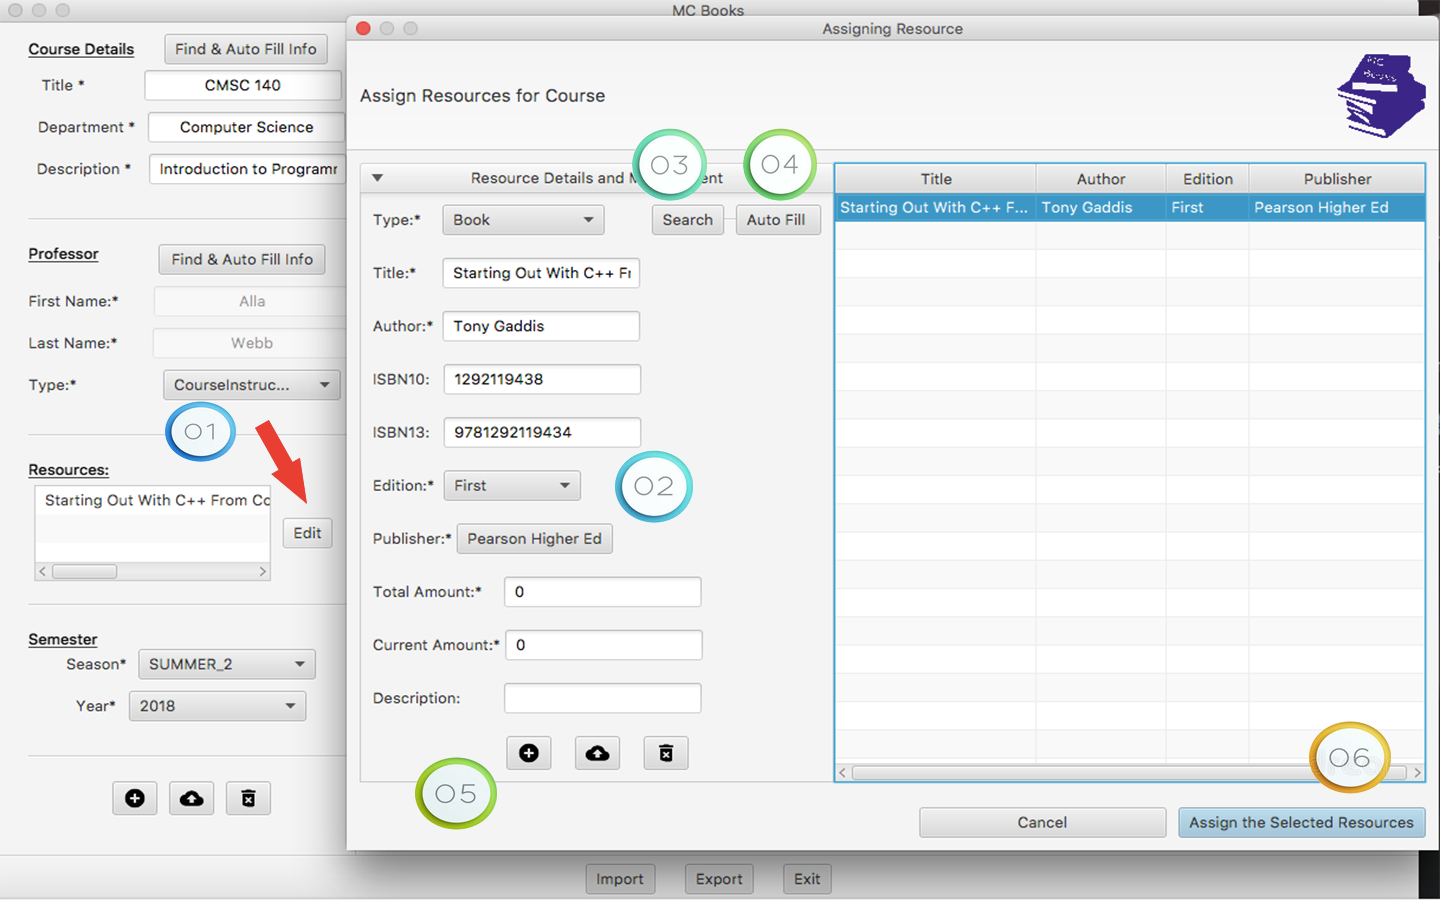 MC Books
Course Details
Find & Auto Fill Info
Title *
CMSC 140
Department *
Computer Science
Description *
Introduction to Programr
Professor
Find & Auto Fill Info
First Name:*
Alla
Last Name:*
Webb
Type:*
CourseInstruc...
01
Resources:
Starting Out With C++ From Co
Edit
Semester
Season*
SUMMER_2
Year*
2018
Assigning Resource
Assign Resources for Course
MC
Books
03
04
Resource Details and M
ent
Type:*
Book
Search
Auto Fill
Title:*
Starting Out With C++ Fr
Author:*
Tony Gaddis
ISBN10:
1292119438
ISBN13:
9781292119434
Edition:*
First
02
Publisher:*
Pearson Higher Ed
Total Amount:*
0
Current Amount:*
0
Description:
05
Title
Author
Edition
Publisher
Starting Out With C++ F...
Tony Gaddis
First
Pearson Higher Ed
06
Cancel
Assign the Selected Resources
Import
Export
Exit